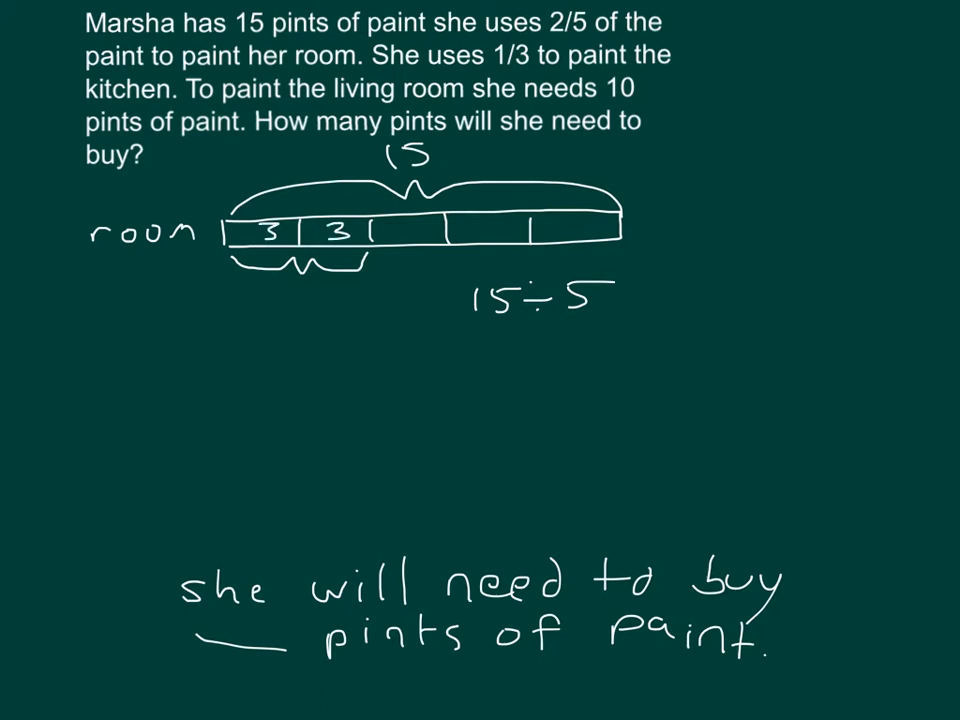 Marsha has 15 pints of paint she uses 2/5 of the
paint to paint her room. She uses 1/3 to paint the
kitchen. To paint the living room she needs 10
pints of paint. How many pints will she need to
buy?
15
room 3 3
15 ÷ 5
she will need to buy
___ pints of paint.